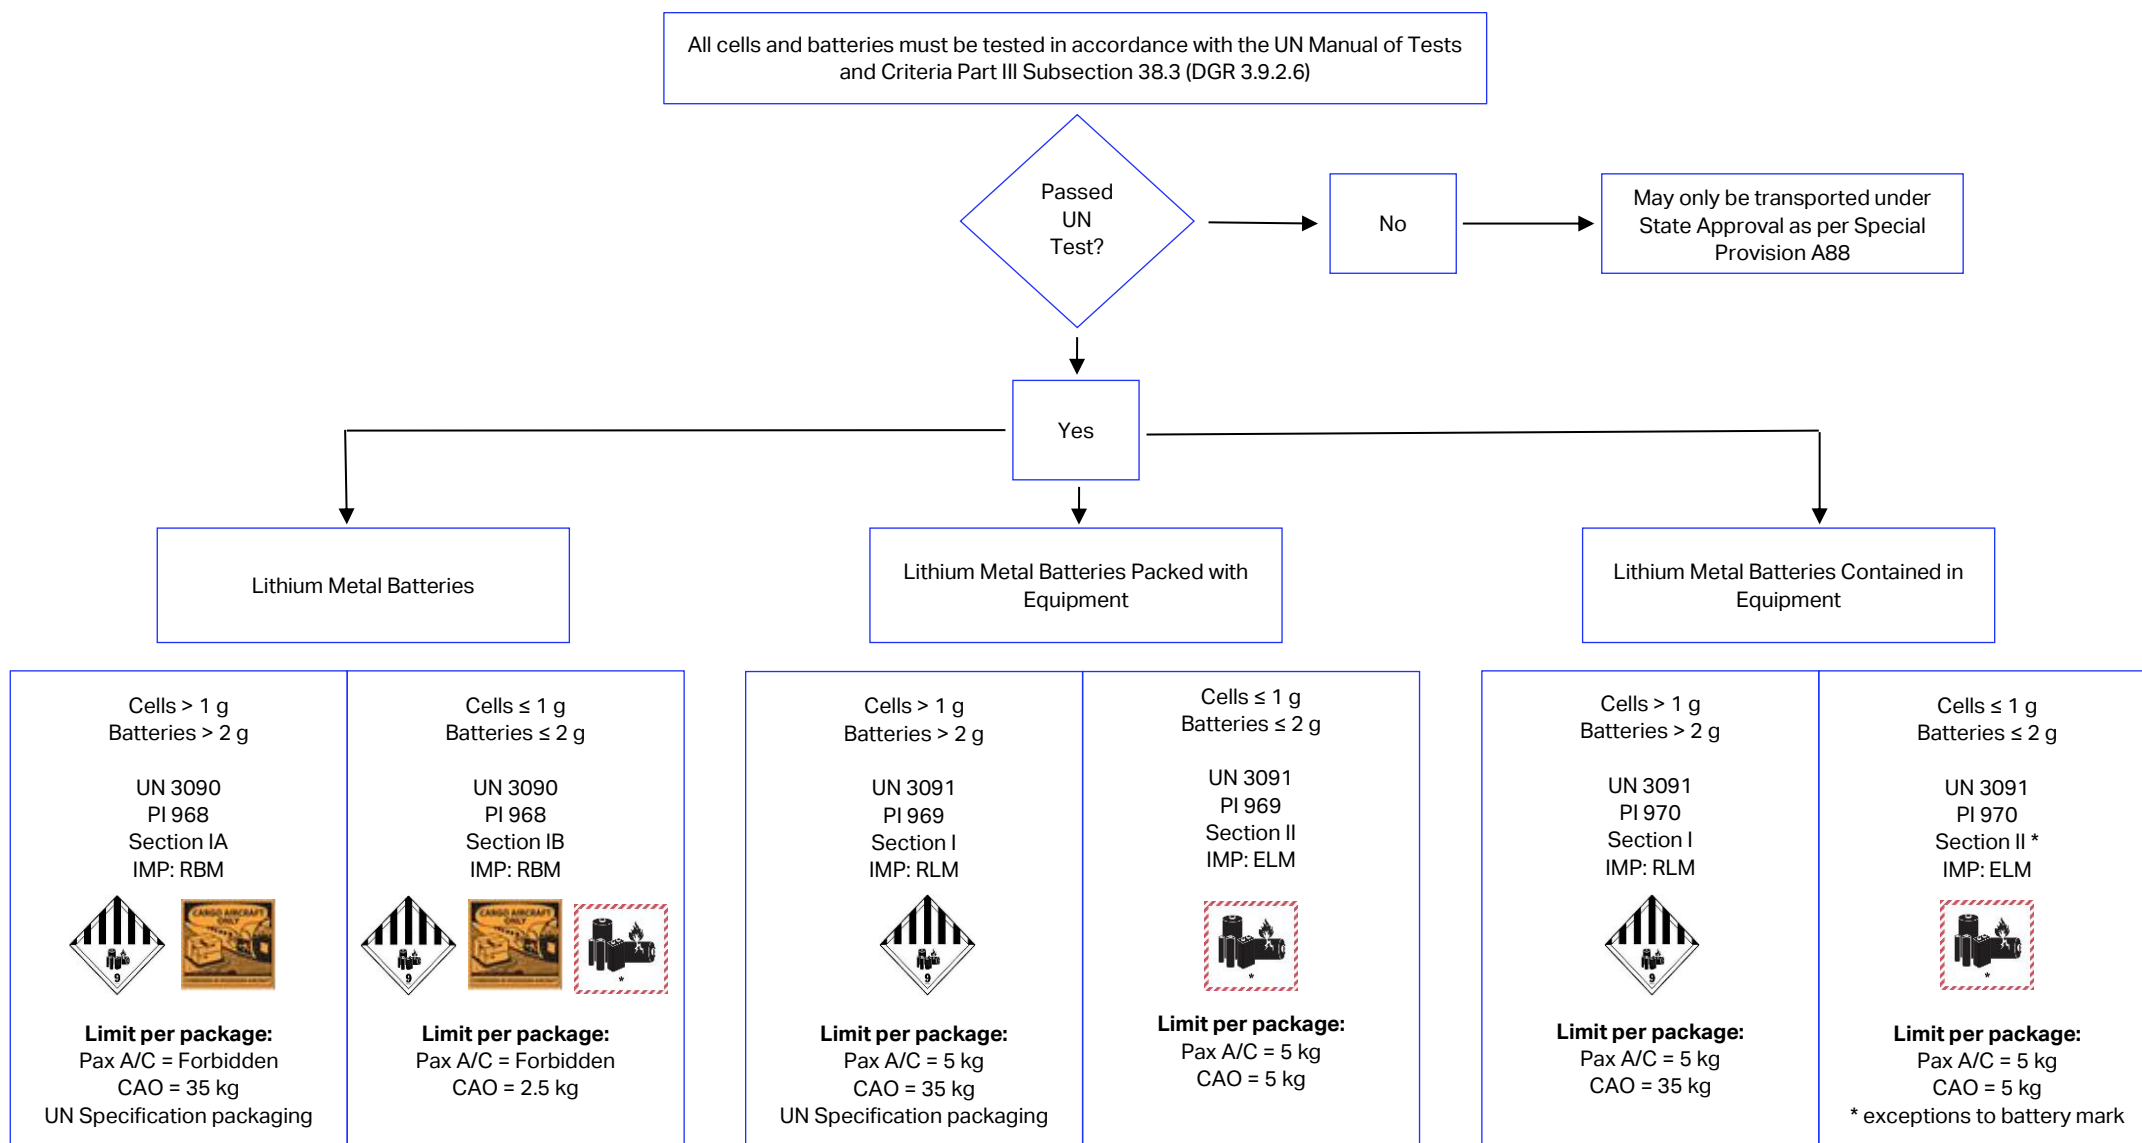 All cells and batteries must be tested in accordance with the UN Manual of Tests
and Criteria Part III Subsection 38.3 (DGR 3.9.2.6)
Passed
UN
Test?
No
May only be transported under
State Approval as per Special
Provision A88
Yes
Lithium Metal Batteries
Lithium Metal Batteries Packed with
Equipment
Lithium Metal Batteries Contained in
Equipment
Cells > 1 g
Batteries > 2 g
UN 3090
PI 968
Section IA
IMP: RBM
9
CARGO AIRCRAFT
ONLY
Limit per package:
Pax A/C = Forbidden
CAO = 35 kg
UN Specification packaging
Cells ≤ 1 g
Batteries ≤ 2 g
UN 3090
PI 968
Section IB
IMP: RBM
9
CARGO AIRCRAFT
ONLY
*
Limit per package:
Pax A/C = Forbidden
CAO = 2.5 kg
Cells > 1 g
Batteries > 2 g
UN 3091
PI 969
Section I
IMP: RLM
9
Limit per package:
Pax A/C = 5 kg
CAO = 35 kg
UN Specification packaging
Cells ≤ 1 g
Batteries ≤ 2 g
UN 3091
PI 969
Section II
IMP: ELM
*
Limit per package:
Pax A/C = 5 kg
CAO = 5 kg
Cells > 1 g
Batteries > 2 g
UN 3091
PI 970
Section I
IMP: RLM
9
Limit per package:
Pax A/C = 5 kg
CAO = 35 kg
Cells ≤ 1 g
Batteries ≤ 2 g
UN 3091
PI 970
Section II *
IMP: ELM
*
Limit per package:
Pax A/C = 5 kg
CAO = 5 kg
* exceptions to battery mark